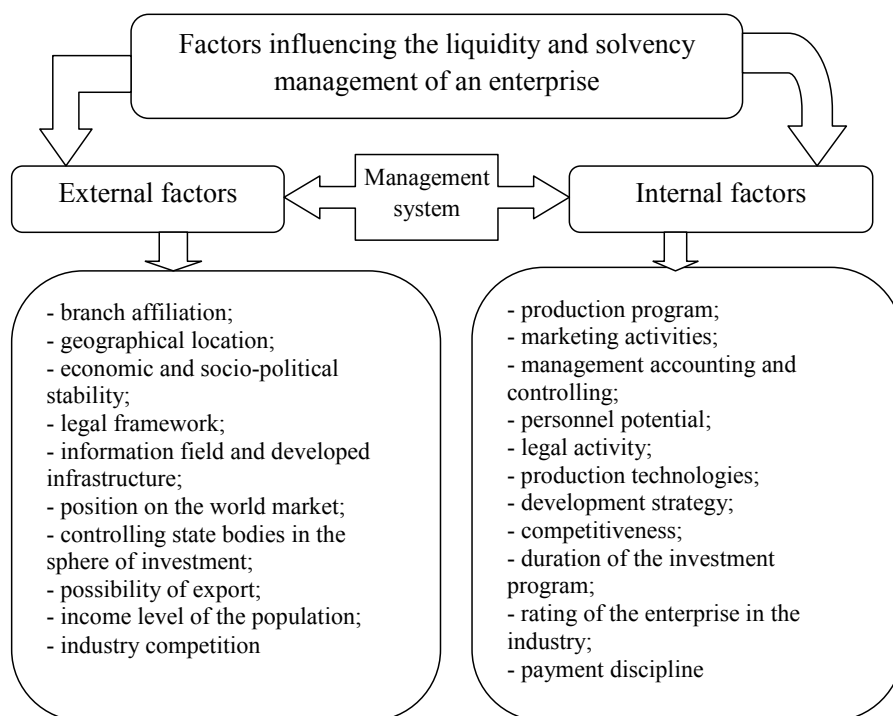 Factors influencing the liquidity and solvency
management of an enterprise
External factors
Management
system
Internal factors
- branch affiliation;
- geographical location;
- economic and socio-political
stability;
- legal framework;
- information field and developed
infrastructure;
- position on the world market;
- controlling state bodies in the
sphere of investment;
- possibility of export;
- income level of the population;
- industry competition
- production program;
- marketing activities;
- management accounting and
controlling;
- personnel potential;
- legal activity;
- production technologies;
- development strategy;
- competitiveness;
- duration of the investment
program;
- rating of the enterprise in the
industry;
- payment discipline